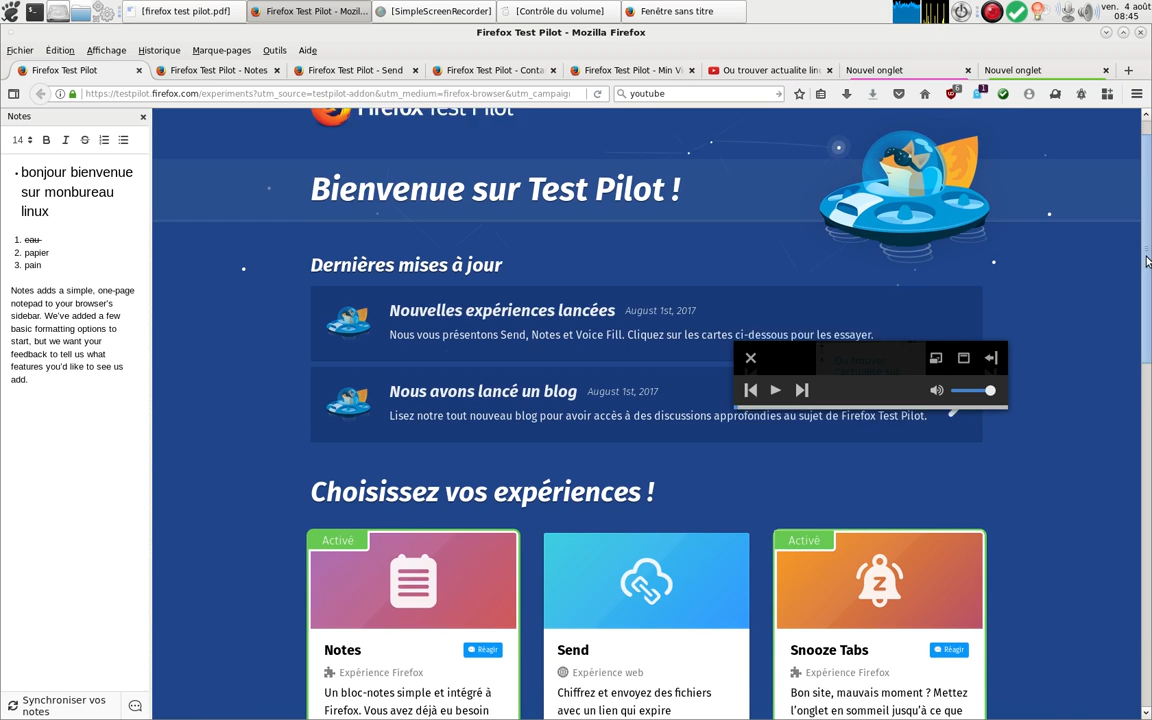 [firefox test pilot.pdf]
Firefox Test Pilot - Mozil...
[SimpleScreenRecorder]
[Contrôle du volume]
Fenêtre sans titre
ven. 4 août
08:45
Firefox Test Pilot - Mozilla Firefox
Fichier Édition Affichage Historique Marque-pages Outils Aide
Firefox Test Pilot
Firefox Test Pilot - Notes
Firefox Test Pilot - Send
Firefox Test Pilot - Conta
Firefox Test Pilot - Min Vi
Ou trouver actualite lin
Nouvel onglet
Nouvel onglet
https://testpilot.firefox.com/experiments?utm_source=testpilot-addon&utm_medium=firefox-browser&utm_campaig
youtube
6
1
Notes
14 B I S
bonjour bienvenue
sur monbureau
linux
1. eau
2. papier
3. pain
Notes adds a simple, one-page
notepad to your browser's
sidebar. We've added a few
basic formatting options to
start, but we want your
feedback to tell us what
features you'd like to see us
add.
Synchroniser vos
notes
Firefox Test Pilot
Bienvenue sur Test Pilot !
Dernières mises à jour
Nouvelles expériences lancées August 1st, 2017
Nous vous présentons Send, Notes et Voice Fill. Cliquez sur les cartes ci-dessous pour les essayer.
Ou trouver
l'actualité sur
Nous avons lancé un blog August 1st, 2017
Lisez notre tout nouveau blog pour avoir accès à des discussions approfondies au sujet de Firefox Test Pilot.
Choisissez vos expériences !
Activé
Notes
Réagir
Expérience Firefox
Un bloc-notes simple et intégré à
Firefox. Vous avez déjà eu besoin
Send
Expérience web
Chiffrez et envoyez des fichiers
avec un lien qui expire
Activé
z
Snooze Tabs
Réagir
Expérience Firefox
Bon site, mauvais moment ? Mettez
l'onglet en sommeil jusqu'à ce que